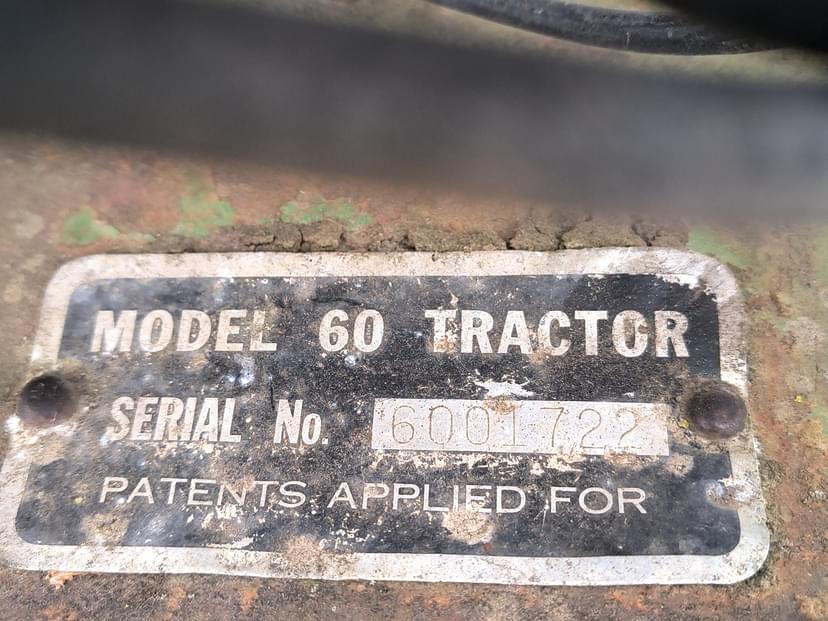 MODEL 60 TRACTOR
SERIAL No. 6001722
PATENTS APPLIED FOR